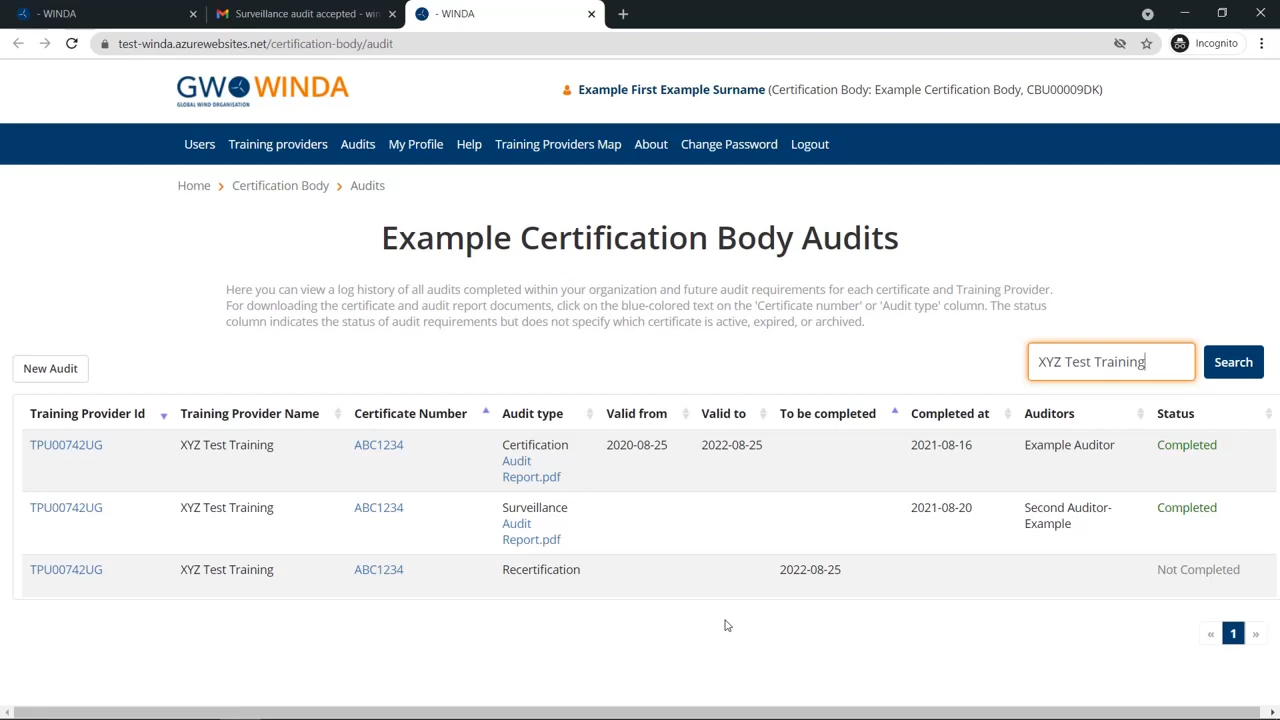 - WINDA
Surveillance audit accepted - win
- WINDA
test-winda.azurewebsites.net/certification-body/audit
Incognito
GWO WINDA
GLOBAL WIND ORGANISATION
Example First Example Surname (Certification Body: Example Certification Body, CBU00009DK)
Users Training providers Audits My Profile Help Training Providers Map About Change Password Logout
Home > Certification Body > Audits
Example Certification Body Audits
Here you can view a log history of all audits completed within your organization and future audit requirements for each certificate and Training Provider.
For downloading the certificate and audit report documents, click on the blue-colored text on the 'Certificate number' or 'Audit type' column. The status
column indicates the status of audit requirements but does not specify which certificate is active, expired, or archived.
New Audit
XYZ Test Training
Search
Training Provider Id Training Provider Name Certificate Number Audit type Valid from Valid to To be completed Completed at Auditors Status
TPU00742UG XYZ Test Training ABC1234 Certification 2020-08-25 2022-08-25 2021-08-16 Example Auditor Completed
Audit
Report.pdf
TPU00742UG XYZ Test Training ABC1234 Surveillance 2021-08-20 Second Auditor- Completed
Audit Example
Report.pdf
TPU00742UG XYZ Test Training ABC1234 Recertification 2022-08-25 Not Completed
« 1 »